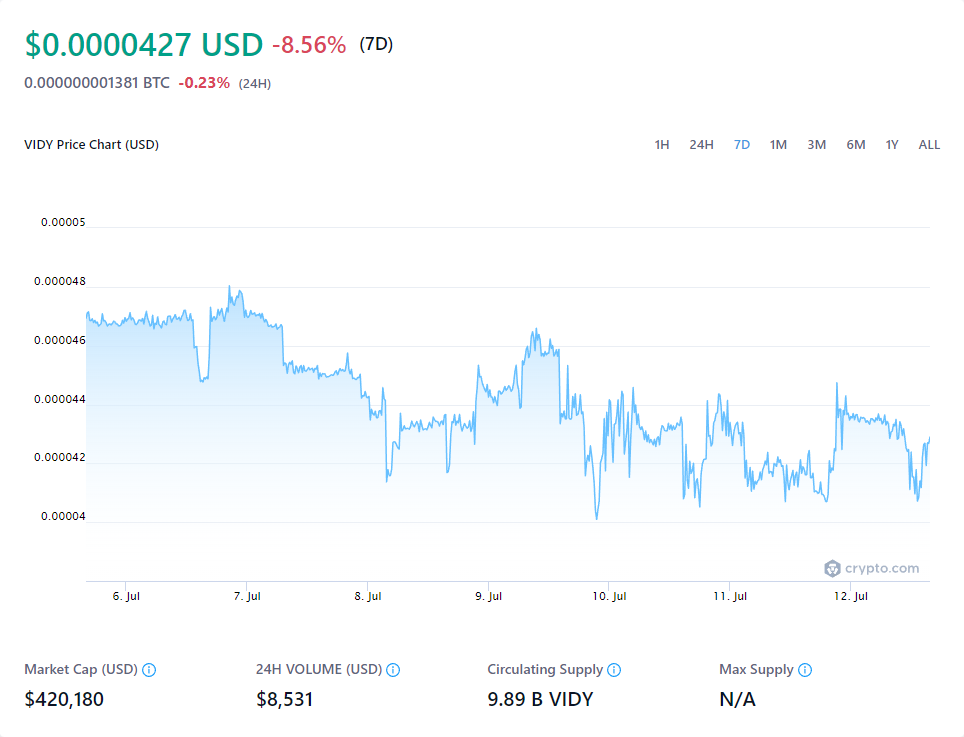 $0.0000427 USD -8.56% (7D)
0.000000001381 BTC -0.23% (24H)
VIDY Price Chart (USD) 1H 24H 7D 1M 3M 6M 1Y ALL
0.00005
0.000048
0.000046
0.000044
0.000042
0.00004
crypto.com
6. Jul 7. Jul 8. Jul 9. Jul 10. Jul 11. Jul 12. Jul
Market Cap (USD) 24H VOLUME (USD) Circulating Supply Max Supply
$420,180 $8,531 9.89 B VIDY N/A